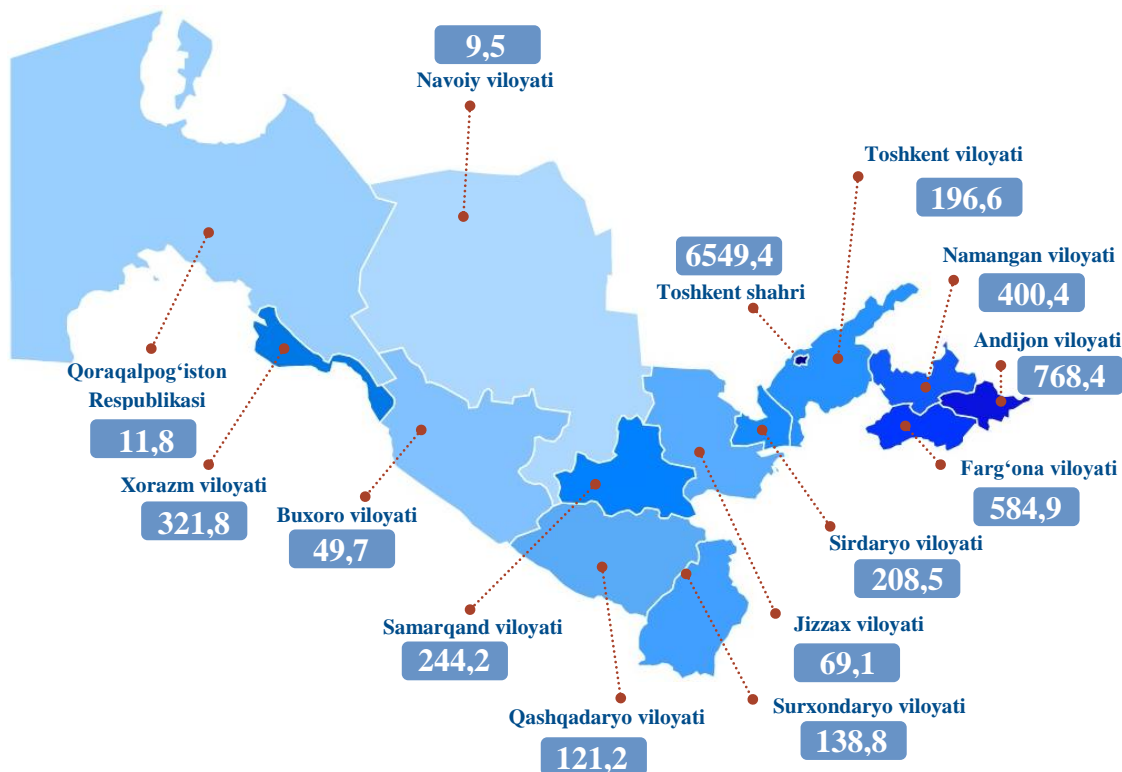 9,5
Navoiy viloyati
Toshkent viloyati
196,6
6549,4
Toshkent shahri
Namangan viloyati
400,4
Andijon viloyati
768,4
Qoraqalpog‘iston
Respublikasi
11,8
Xorazm viloyati
321,8
Buxoro viloyati
49,7
Farg‘ona viloyati
584,9
Sirdaryo viloyati
208,5
Samarqand viloyati
244,2
Jizzax viloyati
69,1
Qashqadaryo viloyati
121,2
Surxondaryo viloyati
138,8